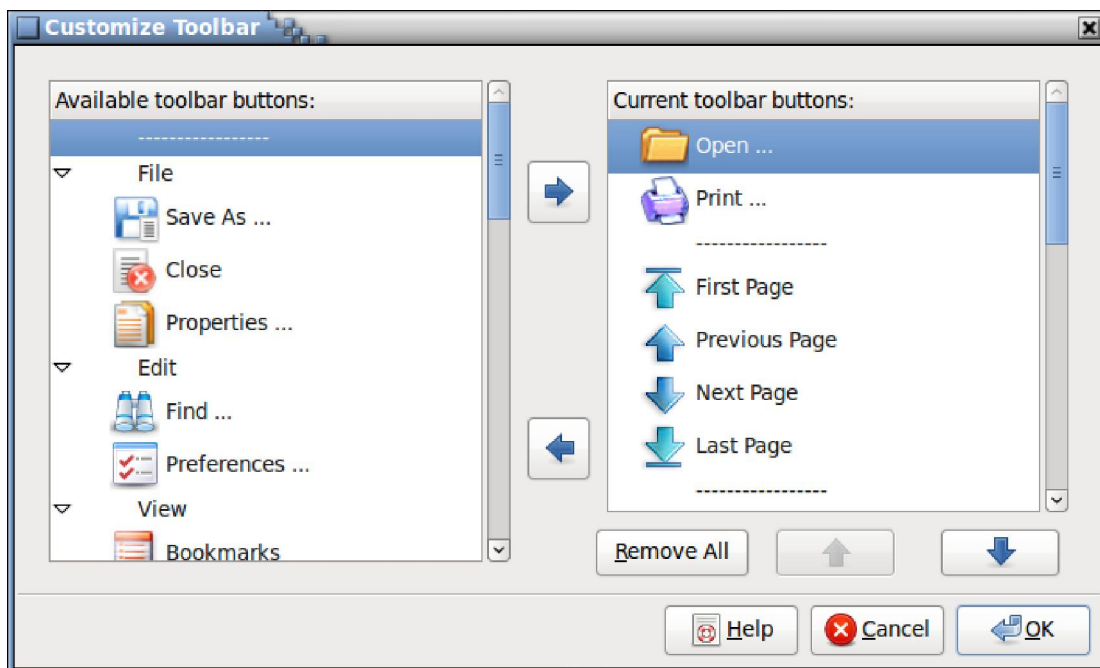 Customize Toolbar
Available toolbar buttons:
-----------------
File
Save As ...
Close
Properties ...
Edit
Find ...
Preferences ...
View
Bookmarks
Current toolbar buttons:
Open ...
Print ...
-----------------
First Page
Previous Page
Next Page
Last Page
-----------------
Remove All
Help
Cancel
OK